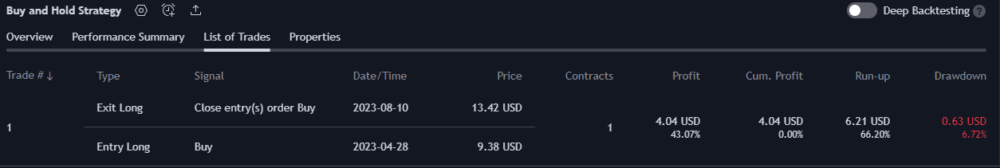 Buy and Hold Strategy Deep Backtesting ?
Overview Performance Summary List of Trades Properties
Trade # ↓ Type Signal Date/Time Price Contracts Profit Cum. Profit Run-up Drawdown
Exit Long Close entry(s) order Buy 2023-08-10 13.42 USD
1 1 4.04 USD 4.04 USD 6.21 USD 0.63 USD
43.07% 0.00% 66.20% 6.72%
Entry Long Buy 2023-04-28 9.38 USD